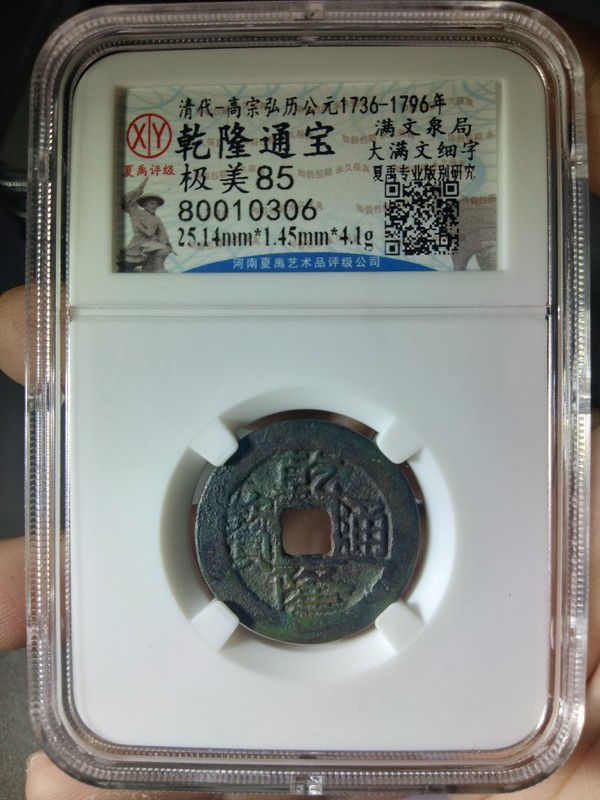 清代-高宗弘历公元1736-1796年
XY
夏禹评级
乾隆通宝
满文泉局
大满文细字
极美85
夏禹专业版别研究
80010306
25.14mm*1.45mm*4.1g
河南夏禹艺术品评级公司
乾
隆
通